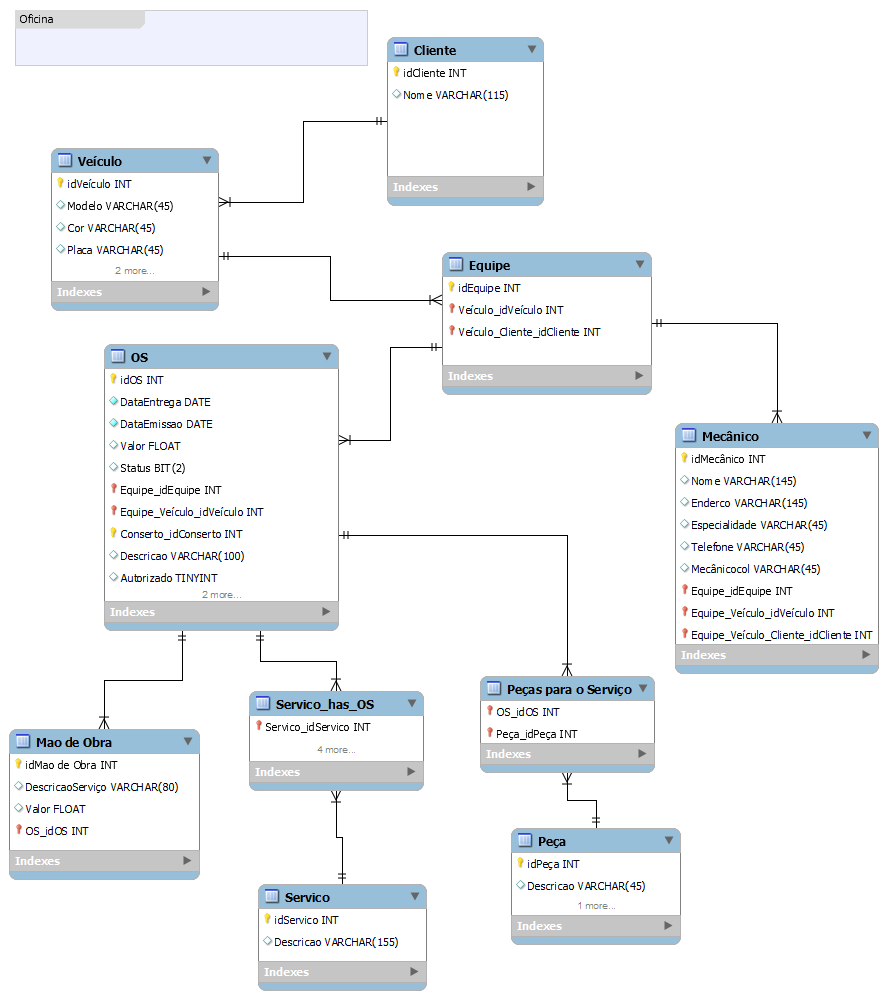 Oficina
Cliente
idCliente INT
Nome VARCHAR(115)
Indexes
Veículo
idVeículo INT
Modelo VARCHAR(45)
Cor VARCHAR(45)
Placa VARCHAR(45)
2 more...
Indexes
Equipe
idEquipe INT
Veículo_idVeículo INT
Veículo_Cliente_idCliente INT
Indexes
OS
idOS INT
DataEntrega DATE
DataEmissao DATE
Valor FLOAT
Status BIT(2)
Equipe_idEquipe INT
Equipe_Veículo_idVeículo INT
Conserto_idConserto INT
Descricao VARCHAR(100)
Autorizado TINYINT
2 more...
Indexes
Mecânico
idMecânico INT
Nome VARCHAR(145)
Enderco VARCHAR(145)
Especialidade VARCHAR(45)
Telefone VARCHAR(45)
Mecânicocol VARCHAR(45)
Equipe_idEquipe INT
Equipe_Veículo_idVeículo INT
Equipe_Veículo_Cliente_idCliente INT
Indexes
Mao de Obra
idMao de Obra INT
DescricaoServiço VARCHAR(80)
Valor FLOAT
OS_idOS INT
Indexes
Servico_has_OS
Servico_idServico INT
4 more...
Indexes
Peças para o Serviço
OS_idOS INT
Peça_idPeça INT
Indexes
Servico
idServico INT
Descricao VARCHAR(155)
Indexes
Peça
idPeça INT
Descricao VARCHAR(45)
1 more...
Indexes